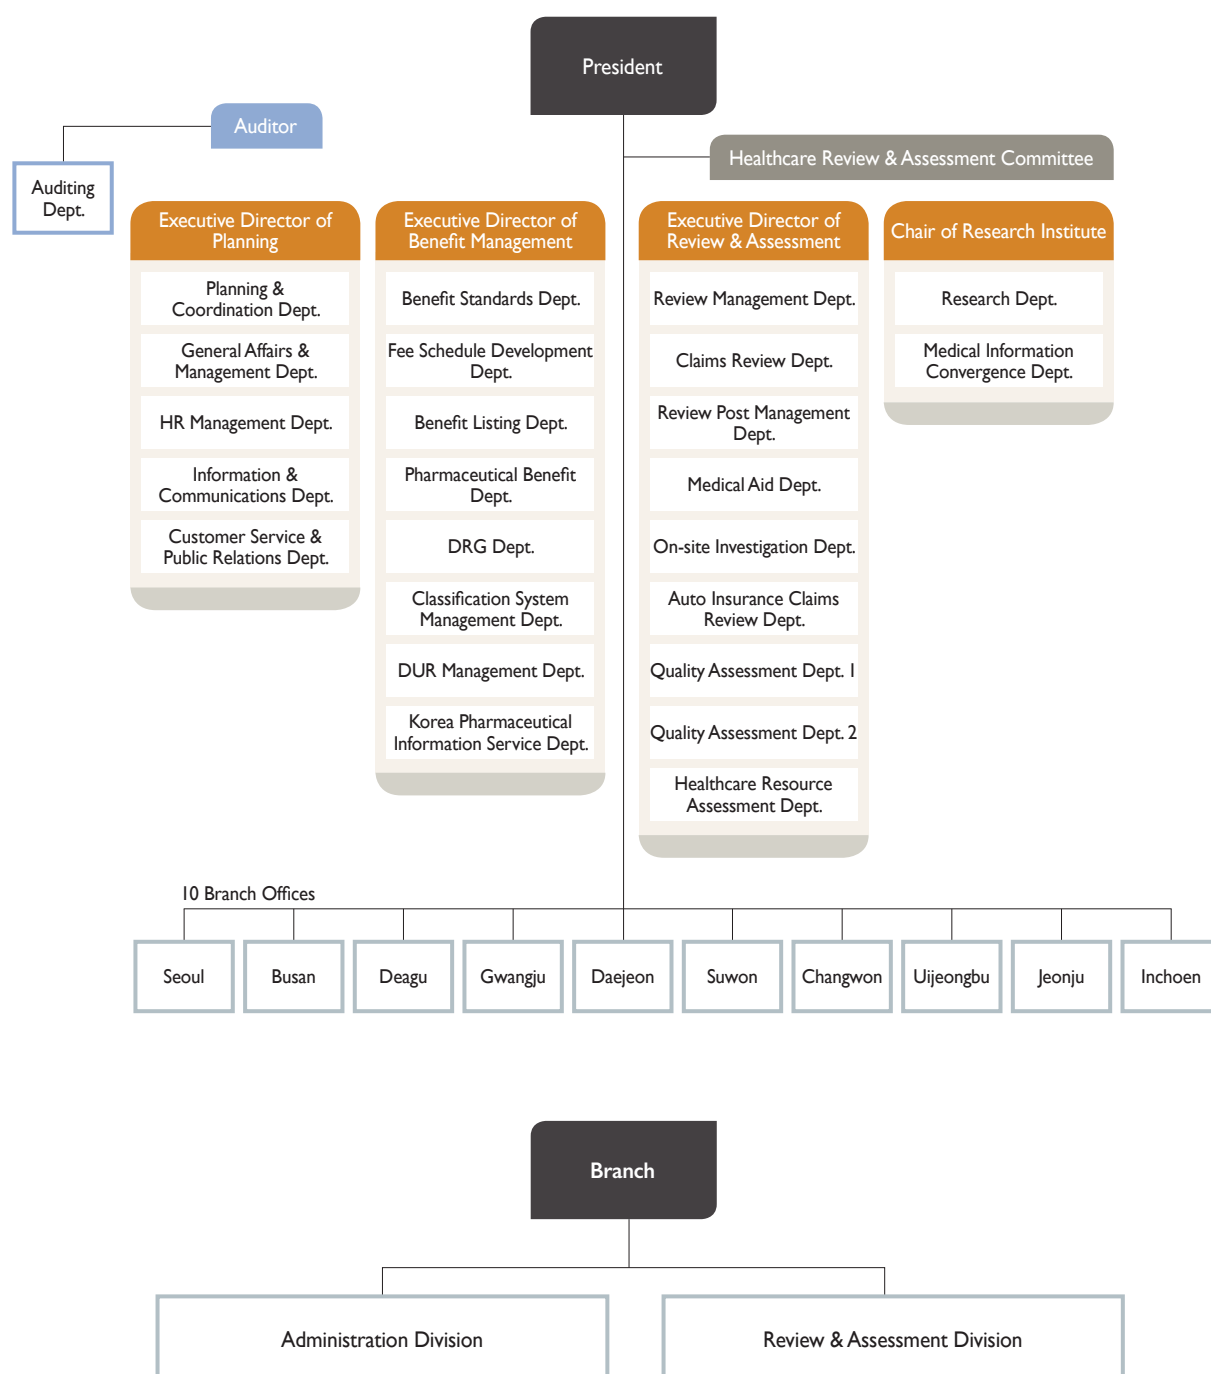 President
Auditor
Auditing
Dept.
Healthcare Review & Assessment Committee
Executive Director of
Planning
Planning &
Coordination Dept.
General Affairs &
Management Dept.
HR Management Dept.
Information &
Communications Dept.
Customer Service &
Public Relations Dept.
Executive Director of
Benefit Management
Benefit Standards Dept.
Fee Schedule Development
Dept.
Benefit Listing Dept.
Pharmaceutical Benefit
Dept.
DRG Dept.
Classification System
Management Dept.
DUR Management Dept.
Korea Pharmaceutical
Information Service Dept.
Executive Director of
Review & Assessment
Review Management Dept.
Claims Review Dept.
Review Post Management
Dept.
Medical Aid Dept.
On-site Investigation Dept.
Auto Insurance Claims
Review Dept.
Quality Assessment Dept. 1
Quality Assessment Dept. 2
Healthcare Resource
Assessment Dept.
Chair of Research Institute
Research Dept.
Medical Information
Convergence Dept.
10 Branch Offices
Seoul
Busan
Deagu
Gwangju
Daejeon
Suwon
Changwon
Uijeongbu
Jeonju
Inchoen
Branch
Administration Division
Review & Assessment Division